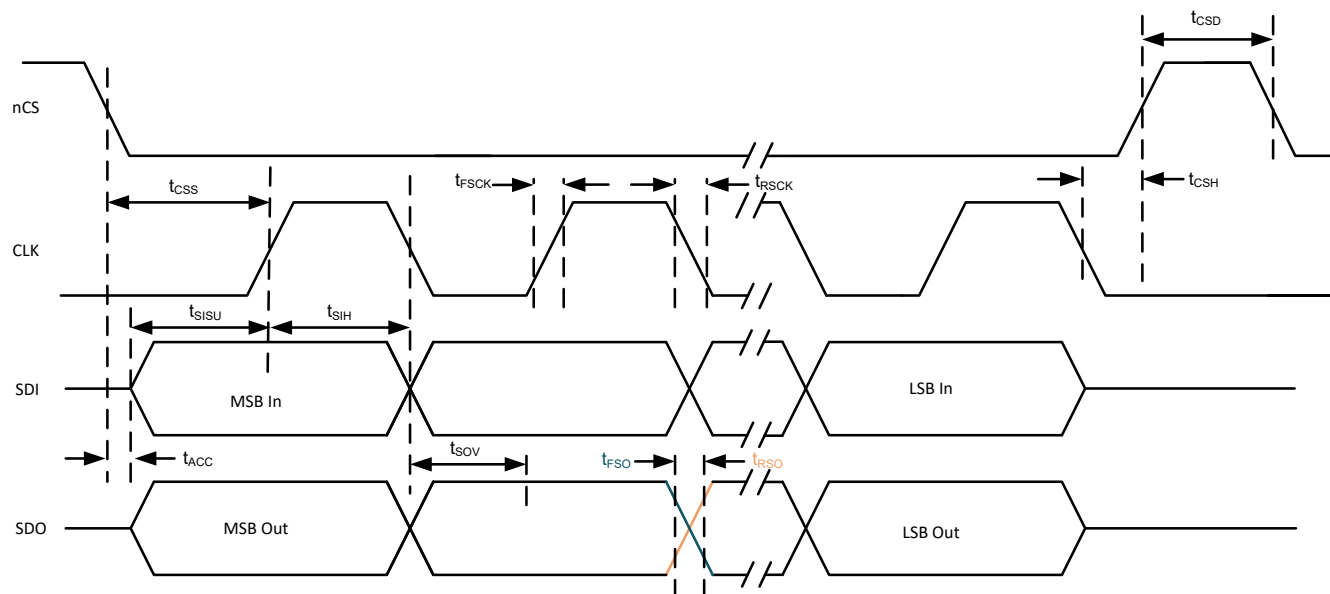 tCSD
nCS
tCSS
tFSCK
tRSCK
tCSH
CLK
tSISU
tSIH
SDI
MSB In
LSB In
tACC
tSOV
tFSO
tRSO
SDO
MSB Out
LSB Out